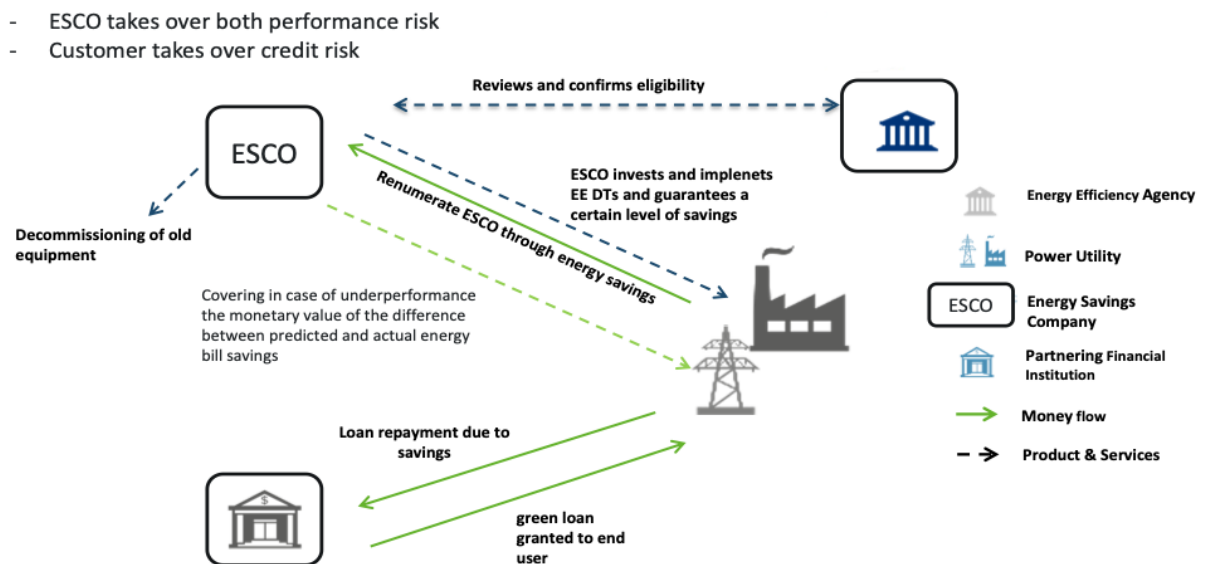 - ESCO takes over both performance risk
- Customer takes over credit risk
Reviews and confirms eligibility
ESCO
ESCO invests and implenets
EE DTs and guarantees a
certain level of savings
Renumerate ESCO through energy savings
Decommissioning of old
equipment
Covering in case of underperformance
the monetary value of the difference
between predicted and actual energy
bill savings
Loan repayment due to
savings
$
green loan
granted to end
user
Energy Efficiency Agency
Power Utility
ESCO
Energy Savings
Company
Partnering Financial
Institution
Money flow
Product & Services